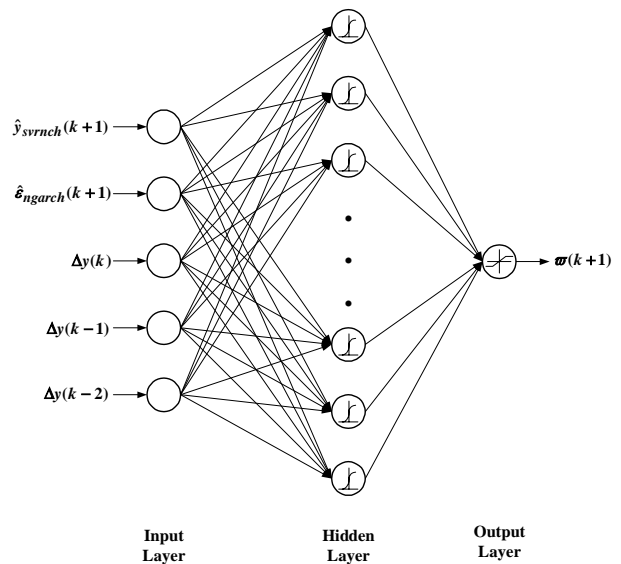 ŷsvrnch(k+1)
ε̂ngarch(k+1)
Δy(k)
Δy(k−1)
Δy(k−2)
ϖ(k+1)
Input
Layer
Hidden
Layer
Output
Layer